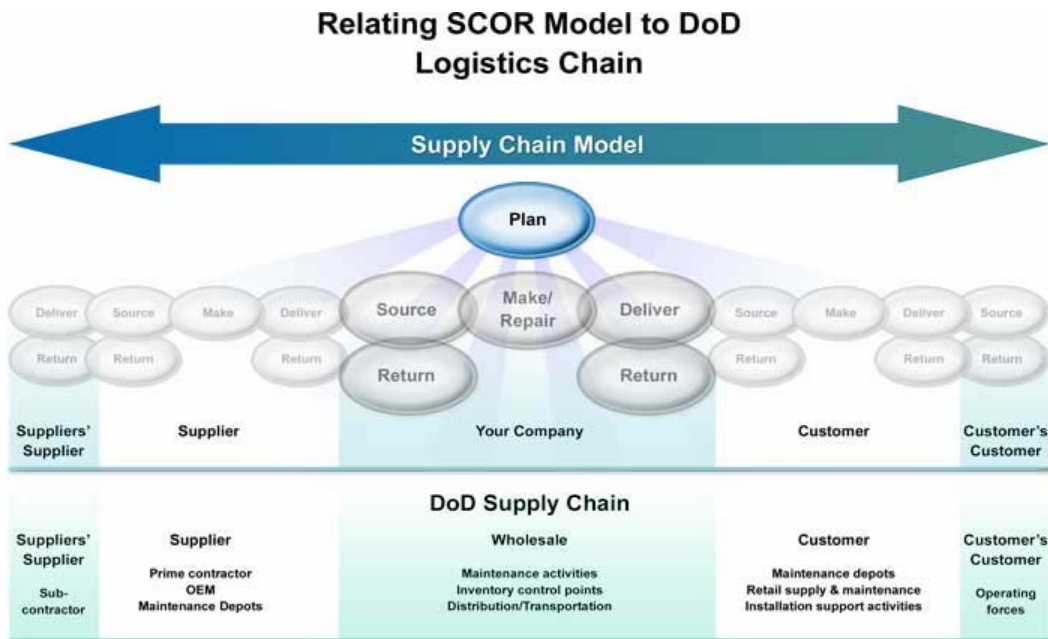 Relating SCOR Model to DoD
Logistics Chain
Supply Chain Model
Plan
Deliver Source Make Deliver Source Make/ Deliver Source Make Deliver Source
Repair
Return Return Return Return Return Return Return Return
Suppliers' Supplier Your Company Customer Customer's
Supplier Customer
DoD Supply Chain
Suppliers' Supplier Wholesale Customer Customer's
Supplier Customer
Prime contractor Maintenance activities Maintenance depots
Sub- OEM Inventory control points Retail supply & maintenance Operating
contractor Maintenance Depots Distribution/Transportation Installation support activities forces